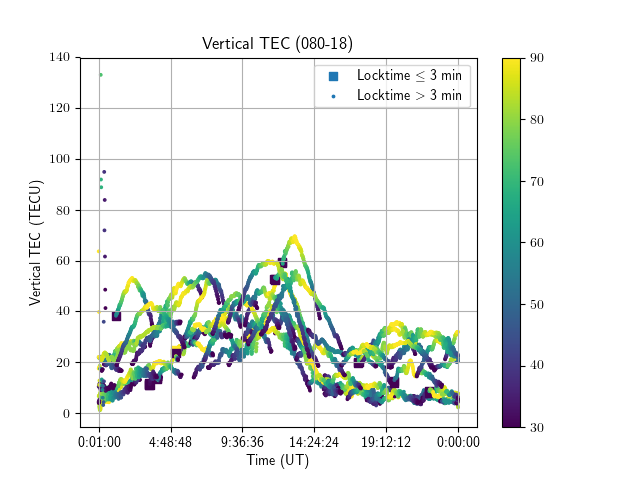 Vertical TEC (080-18)
Locktime ≤ 3 min
Locktime > 3 min
Vertical TEC (TECU)
140
120
100
80
60
40
20
0
0:01:00 4:48:48 9:36:36 14:24:24 19:12:12 0:00:00
Time (UT)
90
80
70
60
50
40
30